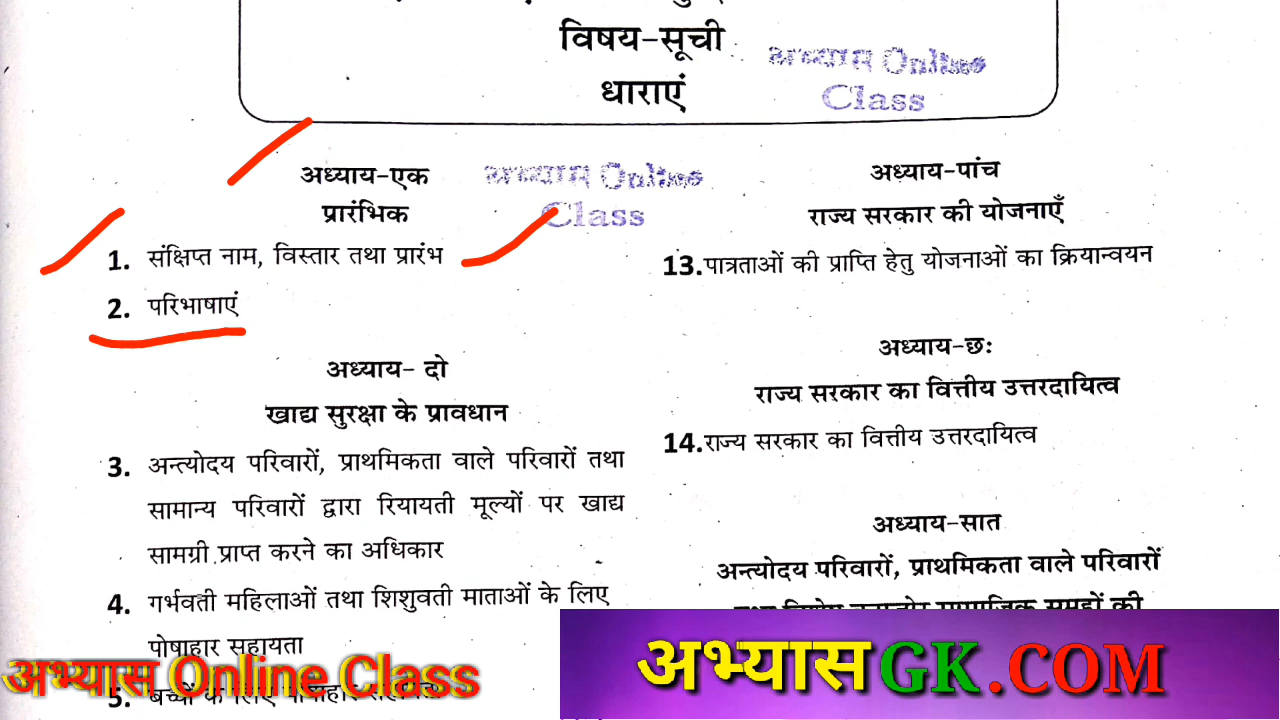 विषय-सूची
धाराएं
अभ्यास Online
Class
अध्याय-एक
प्रारंभिक
1. संक्षिप्त नाम, विस्तार तथा प्रारंभ
2. परिभाषाएं
अभ्यास Online
Class
अध्याय- दो
खाद्य सुरक्षा के प्रावधान
3. अन्त्योदय परिवारों, प्राथमिकता वाले परिवारों तथा
सामान्य परिवारों द्वारा रियायती मूल्यों पर खाद्य
सामग्री प्राप्त करने का अधिकार
4. गर्भवती महिलाओं तथा शिशुवती माताओं के लिए
पोषाहार सहायता
5. बच्चों के लिए
अध्याय-पांच
राज्य सरकार की योजनाएँ
13. पात्रताओं की प्राप्ति हेतु योजनाओं का क्रियान्वयन
अध्याय-छः
राज्य सरकार का वित्तीय उत्तरदायित्व
14. राज्य सरकार का वित्तीय उत्तरदायित्व
अध्याय-सात
अन्त्योदय परिवारों, प्राथमिकता वाले परिवारों
सामाजिक समूहों की
अभ्यास Online Class
अभ्यासGK.COM